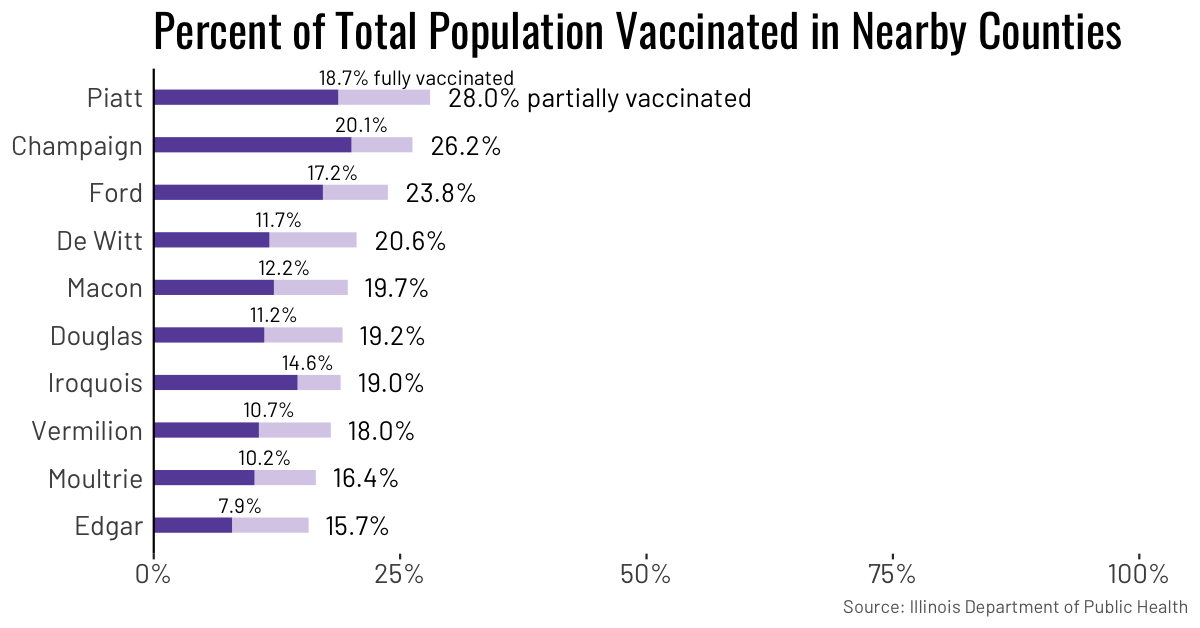 Percent of Total Population Vaccinated in Nearby Counties
18.7% fully vaccinated
Piatt 28.0% partially vaccinated
20.1%
Champaign 26.2%
17.2%
Ford 23.8%
11.7%
De Witt 20.6%
12.2%
Macon 19.7%
11.2%
Douglas 19.2%
14.6%
Iroquois 19.0%
10.7%
Vermilion 18.0%
10.2%
Moultrie 16.4%
7.9%
Edgar 15.7%
0% 25% 50% 75% 100%
Source: Illinois Department of Public Health